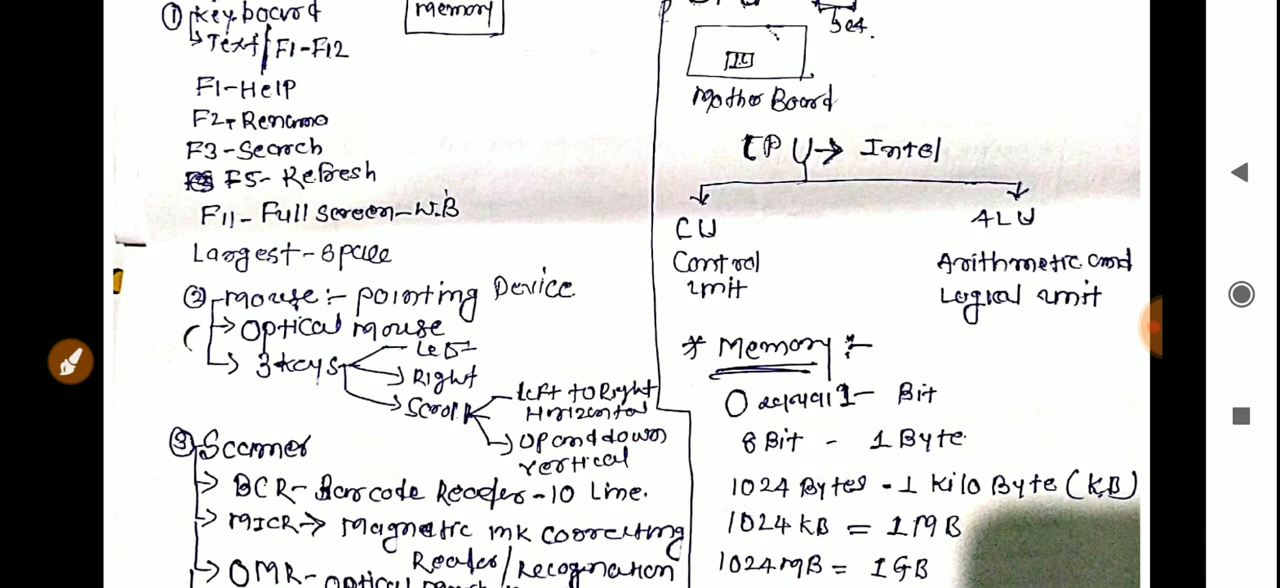 ① Keyboard
Text/F1-F12
Memory
F1-Help
F2-Rename
F3-Search
F5-Refresh
F11-Full Screen-W.B
Largest-Space
② Mouse:- Pointing Device
Optical mouse
3 Keys
Left
Right
Scroll
Left to Right
Horizontal
Up and down
vertical
③ Scanner
BCR-Barcode Reader-10 Line.
MICR→ Magnetic ink
Reader/Recognation
OMR- optical
set.
Mother Board
CPU→ Intel
CU
Control
unit
ALU
Arithmetic and
Logical unit
* Memory:-
0 1- Bit
8 Bit - 1 Byte
1024 Bytes - 1 Kilo Byte (KB)
1024 KB = 1 MB
1024 MB = 1 GB